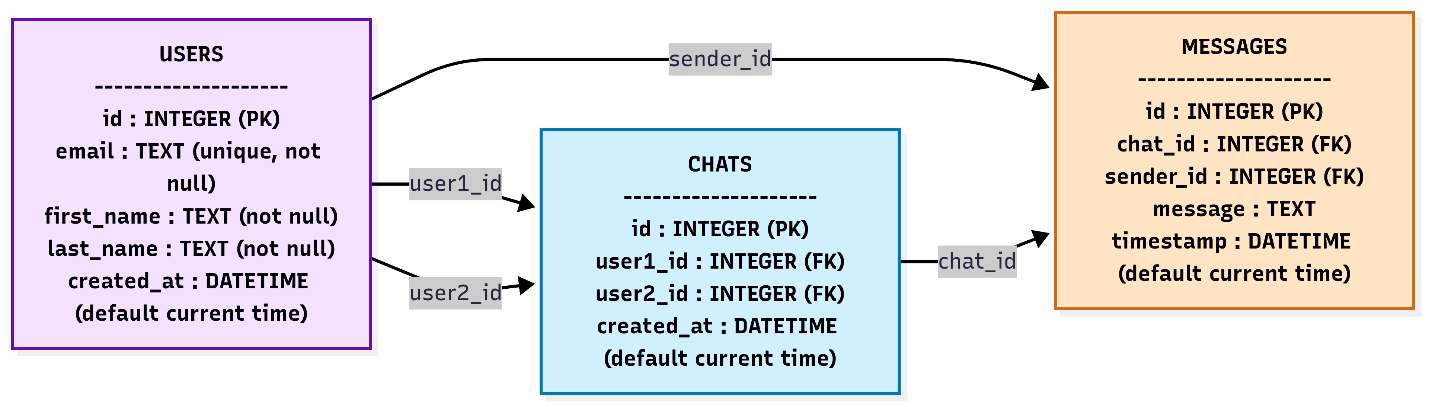 USERS
-------------------
id : INTEGER (PK)
email : TEXT (unique, not
null)
first_name : TEXT (not null)
last_name : TEXT (not null)
created_at : DATETIME
(default current time)
sender_id
user1_id
user2_id
CHATS
-------------------
id : INTEGER (PK)
user1_id : INTEGER (FK)
user2_id : INTEGER (FK)
created_at : DATETIME
(default current time)
chat_id
MESSAGES
-------------------
id : INTEGER (PK)
chat_id : INTEGER (FK)
sender_id : INTEGER (FK)
message : TEXT
timestamp : DATETIME
(default current time)